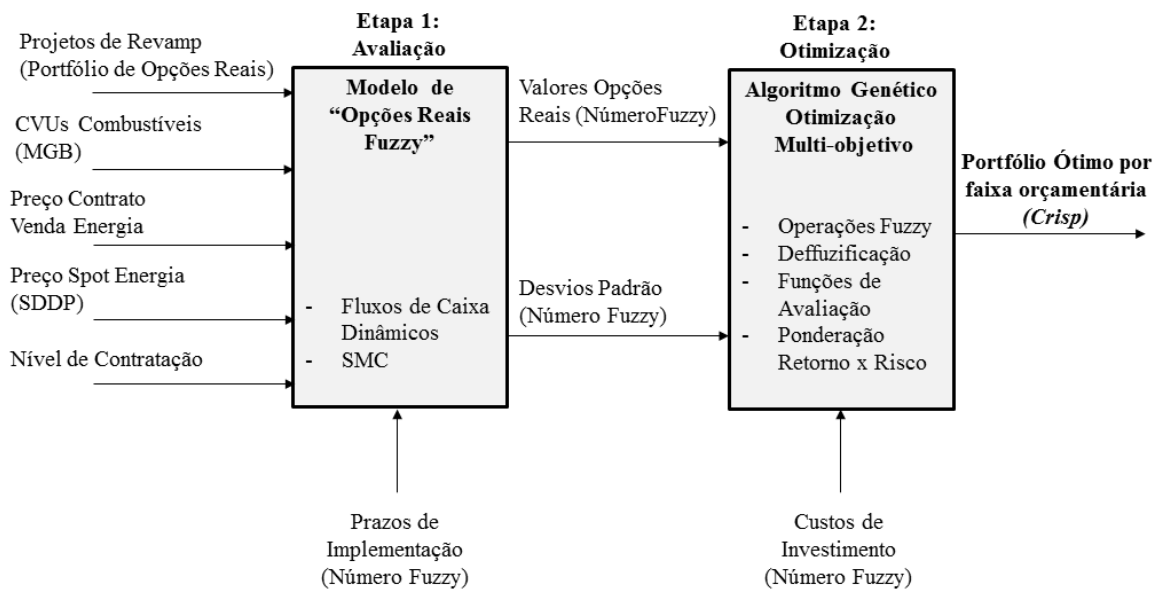 Etapa 1:
Avaliação
Etapa 2:
Otimização
Projetos de Revamp
(Portfólio de Opções Reais)
CVUs Combustíveis
(MGB)
Preço Contrato
Venda Energia
Preço Spot Energia
(SDDP)
Nível de Contratação
Modelo de
“Opções Reais
Fuzzy”
- Fluxos de Caixa
Dinâmicos
- SMC
Valores Opções
Reais (NúmeroFuzzy)
Desvios Padrão
(Número Fuzzy)
Algoritmo Genético
Otimização
Multi-objetivo
- Operações Fuzzy
- Deffuzificação
- Funções de
Avaliação
- Ponderação
Retorno x Risco
Portfólio Ótimo por
faixa orçamentária
(Crisp)
Prazos de
Implementação
(Número Fuzzy)
Custos de
Investimento
(Número Fuzzy)